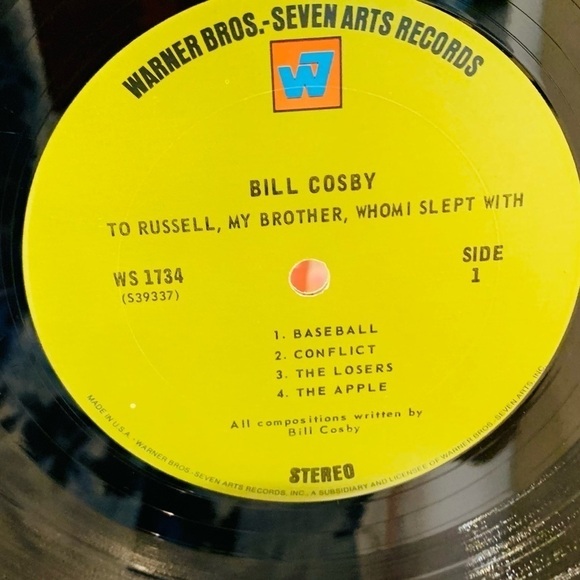 WARNER BROS.-SEVEN ARTS RECORDS
W7
BILL COSBY
TO RUSSELL, MY BROTHER, WHOM I SLEPT WITH
WS 1734
(S39337)
SIDE
1
1. BASEBALL
2. CONFLICT
3. THE LOSERS
4. THE APPLE
All compositions written by
Bill Cosby
STEREO
MADE IN U.S.A. - WARNER BROS.-SEVEN ARTS RECORDS, INC., A SUBSIDIARY AND LICENSEE OF WARNER BROS.-SEVEN ARTS, INC.